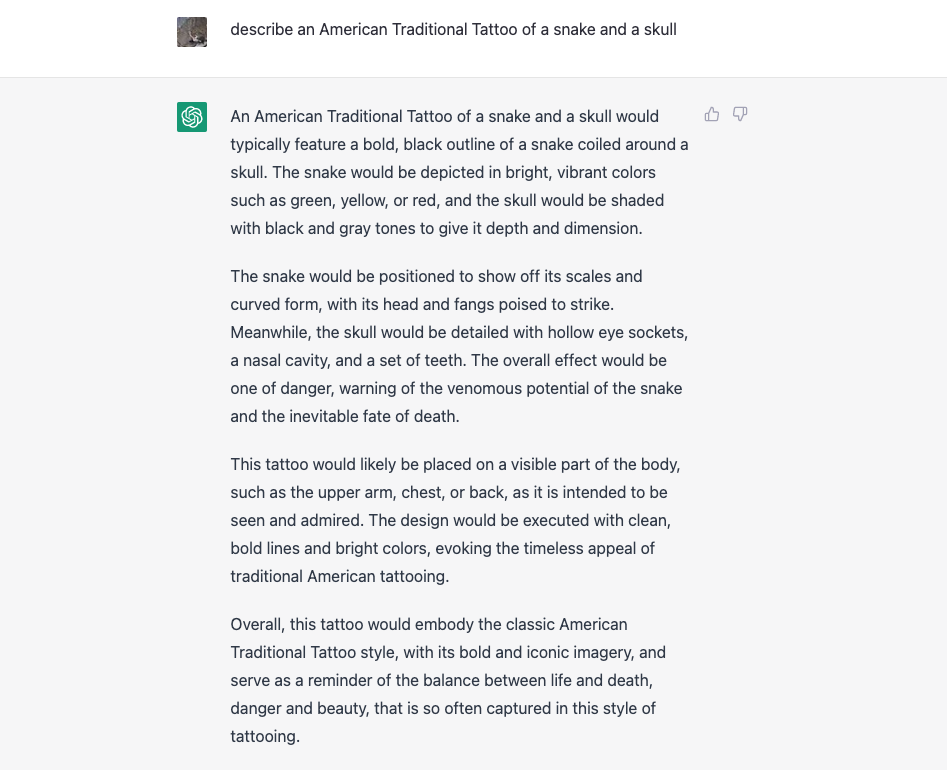 describe an American Traditional Tattoo of a snake and a skull
An American Traditional Tattoo of a snake and a skull would
typically feature a bold, black outline of a snake coiled around a
skull. The snake would be depicted in bright, vibrant colors
such as green, yellow, or red, and the skull would be shaded
with black and gray tones to give it depth and dimension.
The snake would be positioned to show off its scales and
curved form, with its head and fangs poised to strike.
Meanwhile, the skull would be detailed with hollow eye sockets,
a nasal cavity, and a set of teeth. The overall effect would be
one of danger, warning of the venomous potential of the snake
and the inevitable fate of death.
This tattoo would likely be placed on a visible part of the body,
such as the upper arm, chest, or back, as it is intended to be
seen and admired. The design would be executed with clean,
bold lines and bright colors, evoking the timeless appeal of
traditional American tattooing.
Overall, this tattoo would embody the classic American
Traditional Tattoo style, with its bold and iconic imagery, and
serve as a reminder of the balance between life and death,
danger and beauty, that is so often captured in this style of
tattooing.